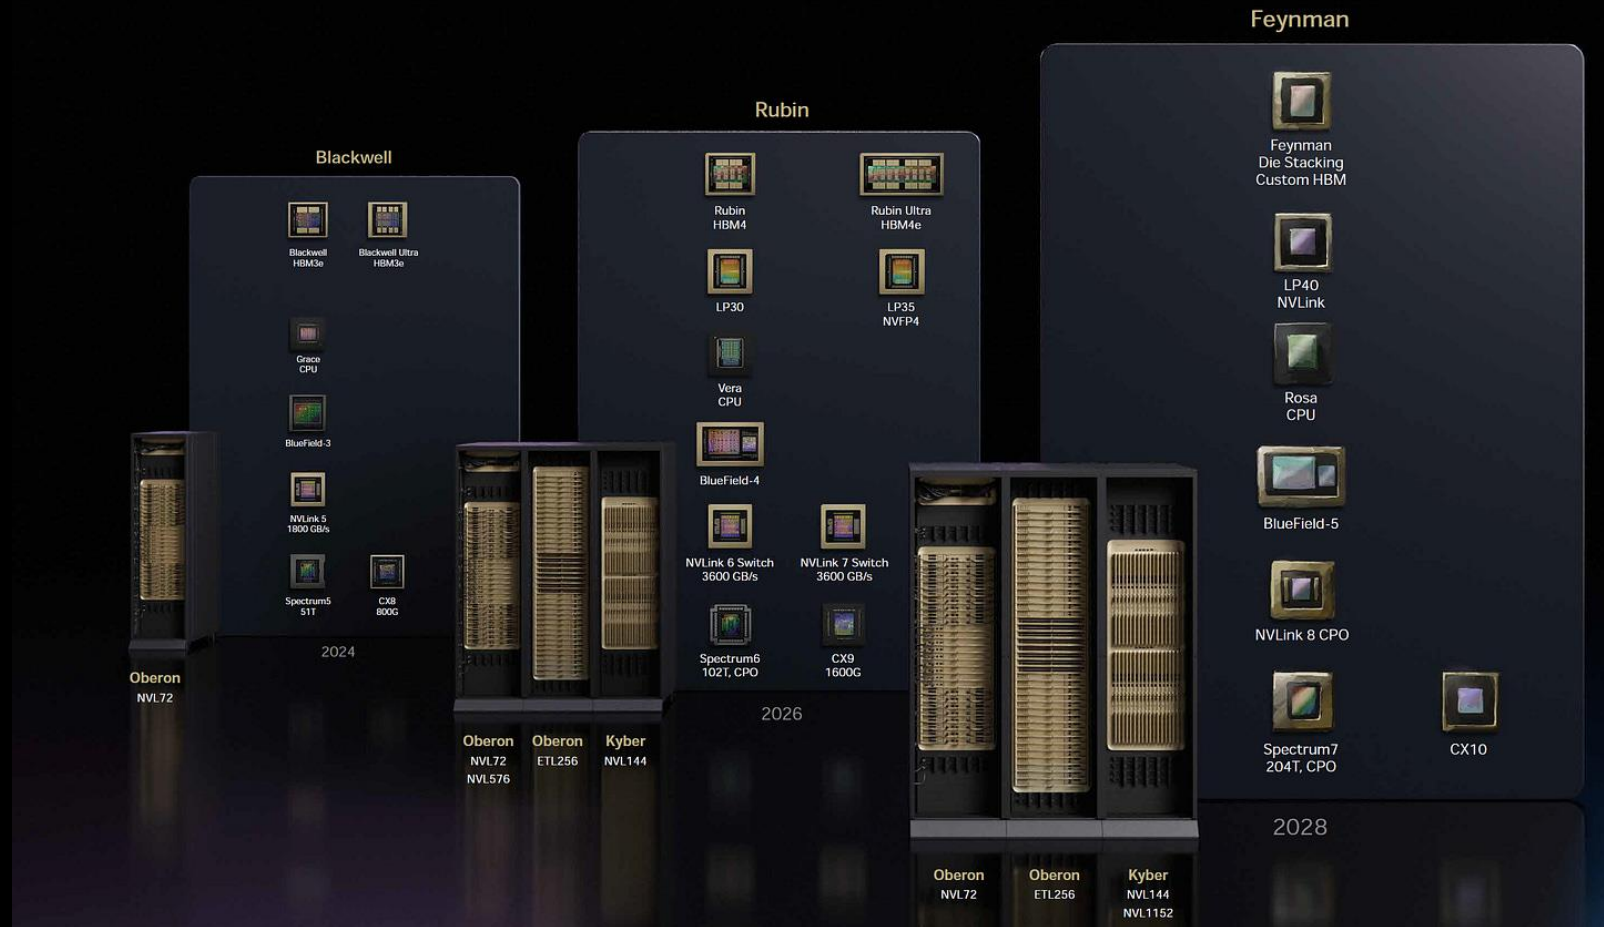 Blackwell
Blackwell
HBM3e
Blackwell Ultra
HBM3e
Grace
CPU
BlueField-3
NVLink 5
1800 GB/s
Spectrum5
51T
CX8
800G
2024
Oberon
NVL72
Rubin
Rubin
HBM4
Rubin Ultra
HBM4e
LP30
LP35
NVFP4
Vera
CPU
BlueField-4
NVLink 6 Switch
3600 GB/s
NVLink 7 Switch
3600 GB/s
Spectrum6
102T, CPO
CX9
1600G
2026
Oberon
NVL72
NVL576
Oberon
ETL256
Kyber
NVL144
Feynman
Feynman
Die Stacking
Custom HBM
LP40
NVLink
Rosa
CPU
BlueField-5
NVLink 8 CPO
Spectrum7
204T, CPO
CX10
2028
Oberon
NVL72
Oberon
ETL256
Kyber
NVL144
NVL1152